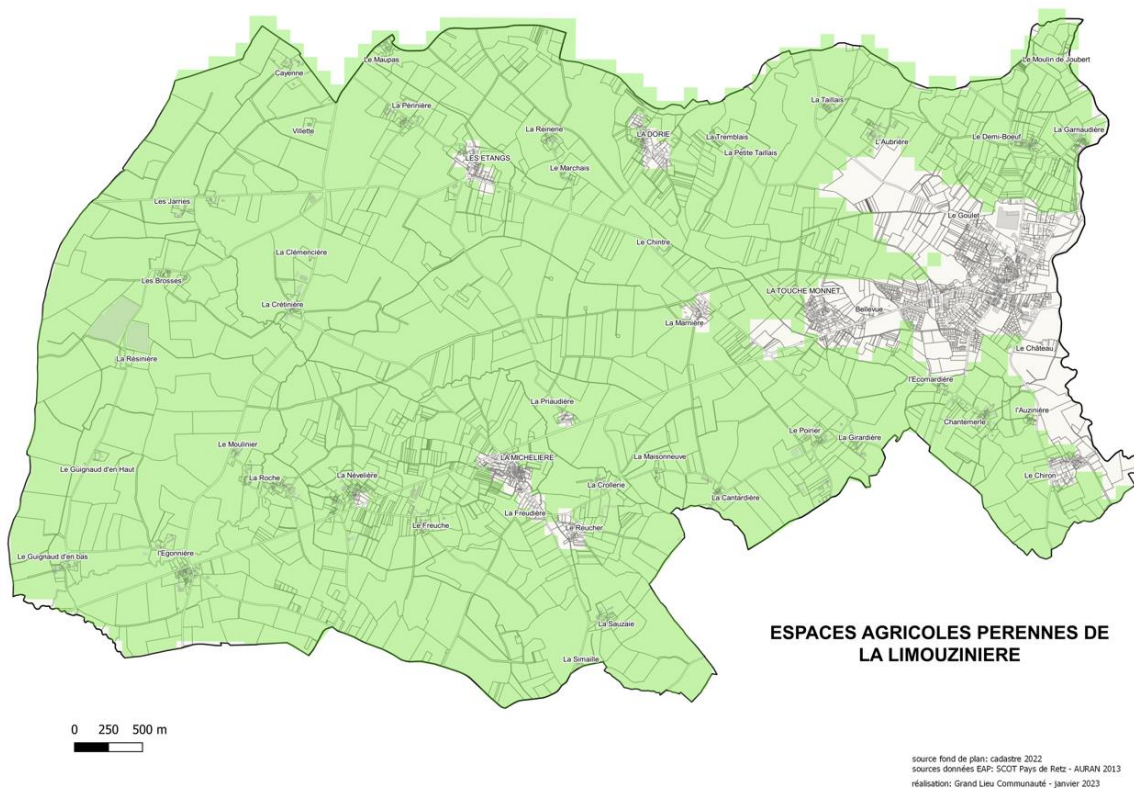 Le Moulin de Joubert
Le Maupas
Cayenne
La Taillais
La Pérnière
Villette
La Réinerie
LA DORIE
La Tremblais
L'Aubrière
Le Demi-Boeuf
La Garnaudière
La Petite Taillais
LES ETANGS
Le Marchais
Les Jarries
Le Goulet
Le Chintre
La Clémencière
Les Brosses
LA TOUCHE MONNET
La Crétinière
Bellevue
La Marnière
Le Château
La Résinière
l'Ecomardière
La Priaudière
l'Auzinière
Chantemerle
Le Moulinier
Le Poirier
La Girardière
LA MICHELIERE
La Maisonneuve
Le Guignaud d'en Haut
La Roche
La Névelière
Le Chiron
La Crollerie
La Cantardière
La Freudière
Le Freuche
Le Réucher
l'Egonnière
Le Guignaud d'en bas
La Sauzaie
La Simaille
ESPACES AGRICOLES PERENNES DE
LA LIMOUZINIERE
0 250 500 m
source fond de plan: cadastre 2022
sources données EAP: SCOT Pays de Retz - AURAN 2013
réalisation: Grand Lieu Communauté - janvier 2023